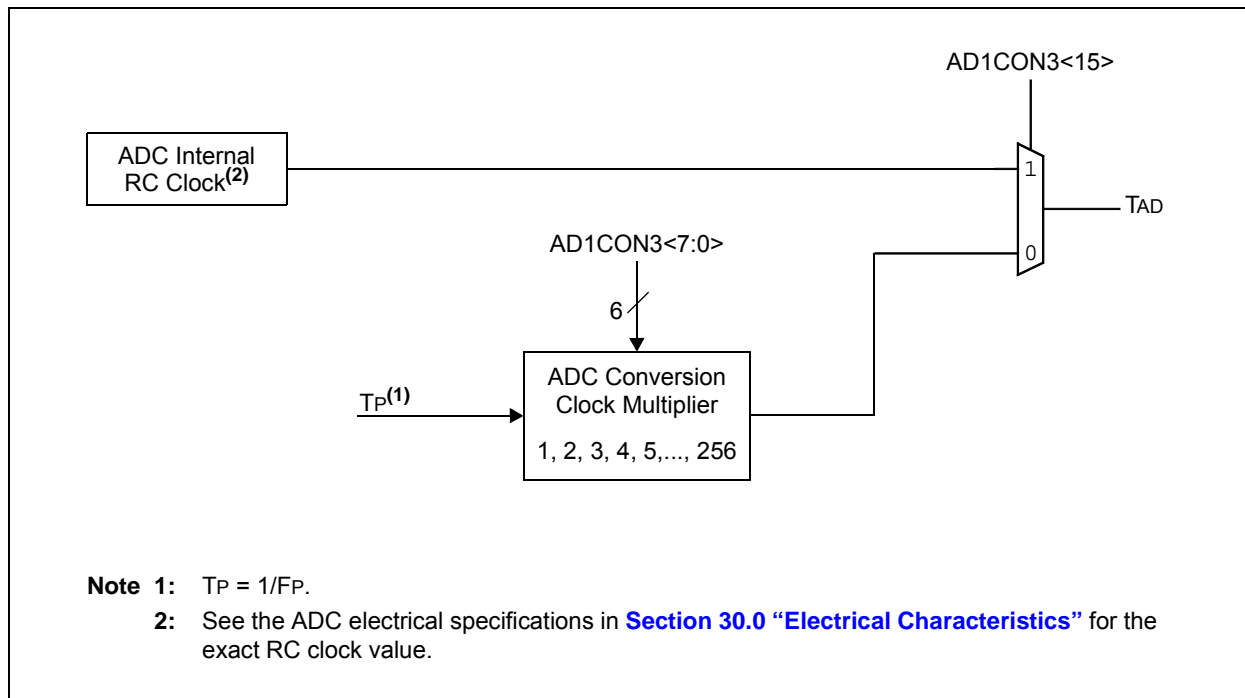 AD1CON3<15>
ADC Internal
RC Clock(2)
1
TAD
AD1CON3<7:0>
0
6
ADC Conversion
Clock Multiplier
TP(1)
1, 2, 3, 4, 5,..., 256
Note 1: TP = 1/FP.
2: See the ADC electrical specifications in Section 30.0 “Electrical Characteristics” for the
exact RC clock value.